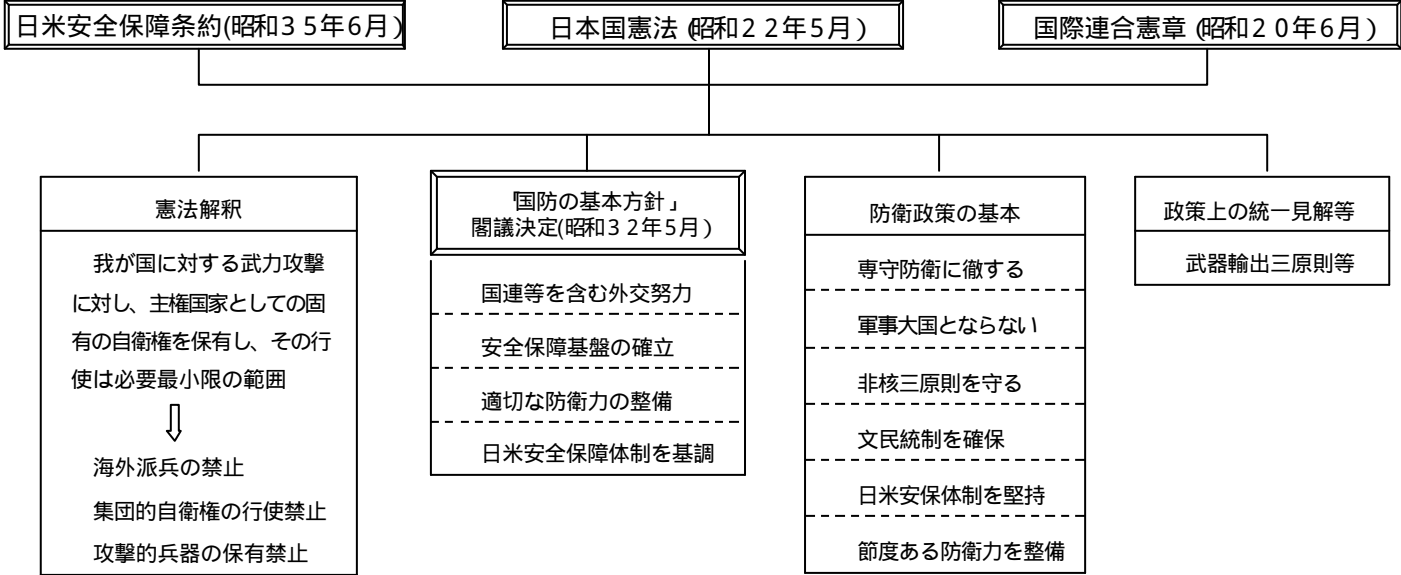 日米安全保障条約(昭和35年6月)
日本国憲法(昭和22年5月)
国際連合憲章(昭和20年6月)
憲法解釈
我が国に対する武力攻撃
に対し、主権国家としての固
有の自衛権を保有し、その行
使は必要最小限の範囲
⇩
海外派兵の禁止
集団的自衛権の行使禁止
攻撃的兵器の保有禁止
「国防の基本方針」
閣議決定(昭和32年5月)
国連等を含む外交努力
安全保障基盤の確立
適切な防衛力の整備
日米安全保障体制を基調
防衛政策の基本
専守防衛に徹する
軍事大国とならない
非核三原則を守る
文民統制を確保
日米安保体制を堅持
節度ある防衛力を整備
政策上の統一見解等
武器輸出三原則等